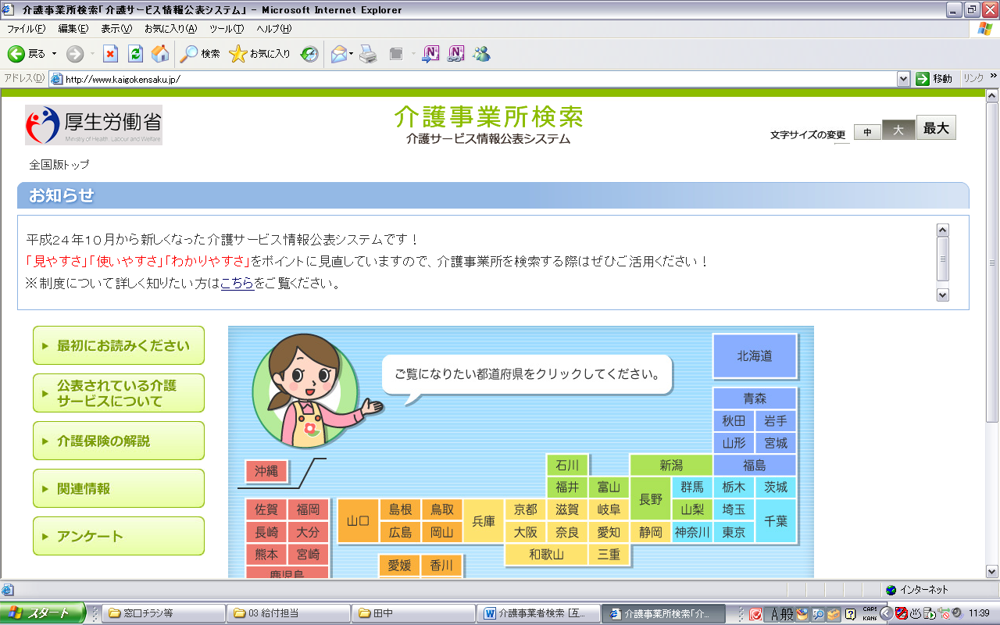 介護事業所検索「介護サービス情報公表システム」 - Microsoft Internet Explorer
ファイル(F) 編集(E) 表示(V) お気に入り(A) ツール(T) ヘルプ(H)
戻る 検索 お気に入り
アドレス(D) http://www.kaigokensaku.jp/ 移動 リンク »
厚生労働省
Ministry of Health, Labour and Welfare
介護事業所検索
介護サービス情報公表システム
文字サイズの変更 中 大 最大
全国版トップ
お知らせ
平成24年10月から新しくなった介護サービス情報公表システムです！
「見やすさ」「使いやすさ」「わかりやすさ」をポイントに見直していますので、介護事業所を検索する際はぜひご活用ください！
※制度について詳しく知りたい方はこちらをご覧ください。
最初にお読みください
公表されている介護
サービスについて
介護保険の解説
関連情報
アンケート
ご覧になりたい都道府県をクリックしてください。
北海道
青森
秋田 岩手
山形 宮城
沖縄 石川 新潟 福島
福井 富山 長野 群馬 栃木 茨城
佐賀 福岡 山口 島根 鳥取 兵庫 京都 滋賀 岐阜 山梨 埼玉 千葉
長崎 大分 広島 岡山 大阪 奈良 愛知 静岡 神奈川 東京
熊本 宮崎 愛媛 香川 和歌山 三重
鹿児島
インターネット
スタート 窓口チラシ等 03 給付担当 田中 介護事業者検索 [互... 介護事業所検索「介... A 般 CAPS KANA 11:39